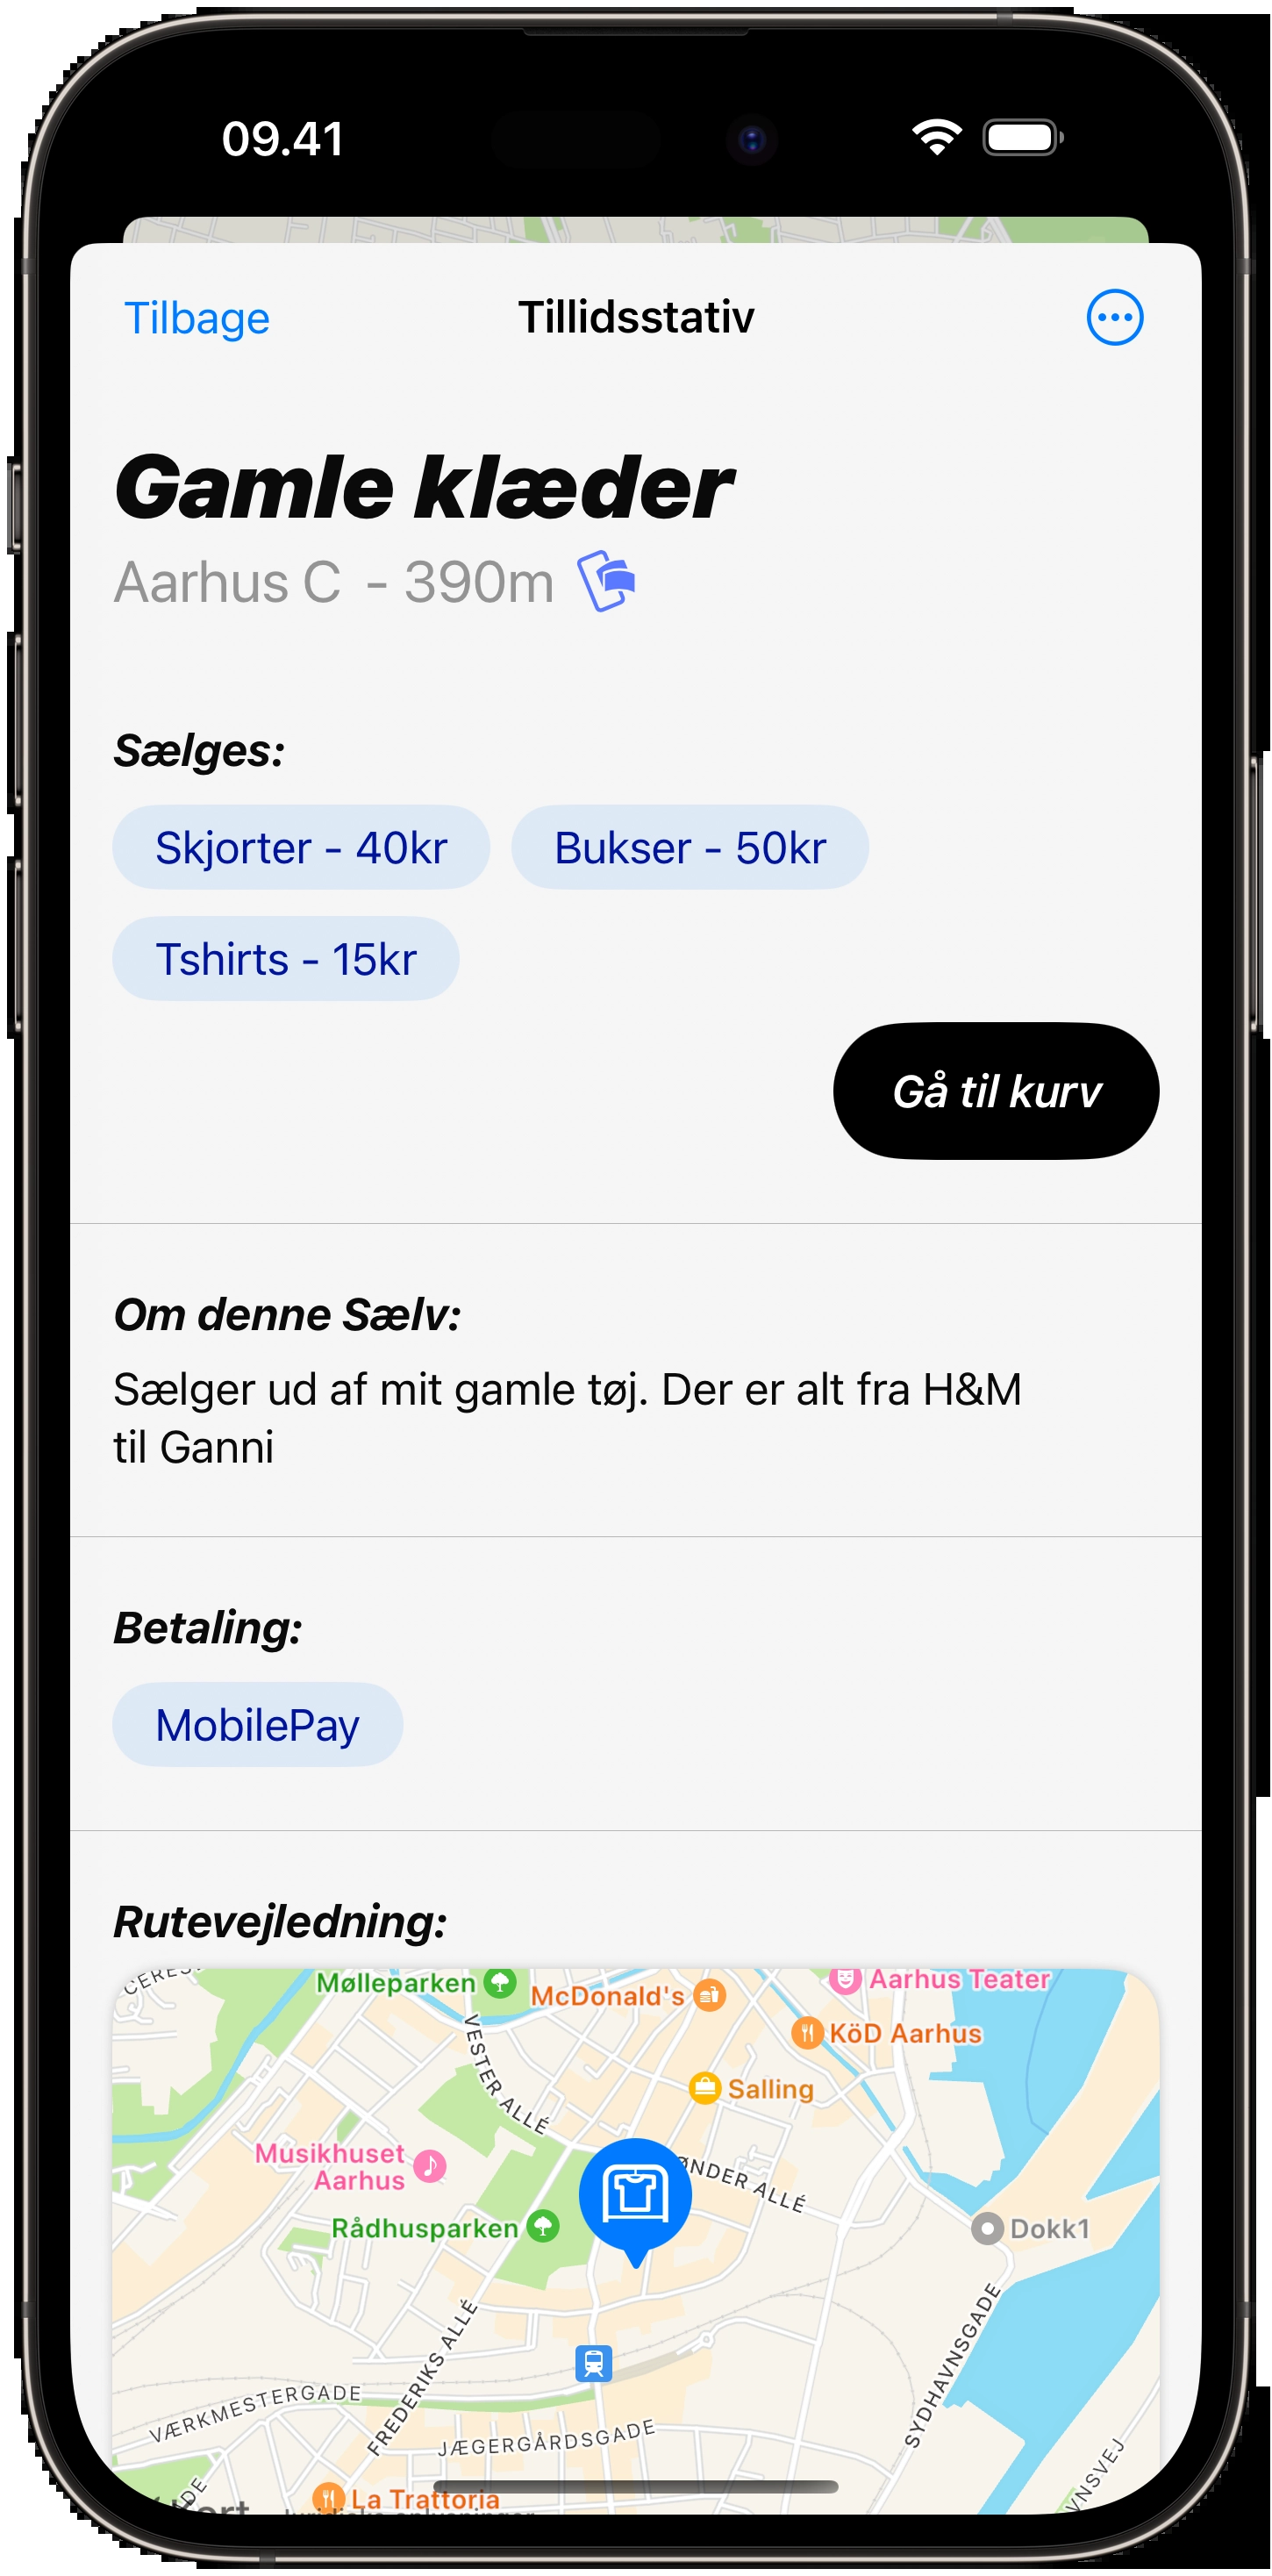 09.41
Tilbage
Tillidsstativ
Gamle klæder
Aarhus C - 390m
Sælges:
Skjorter - 40kr
Bukser - 50kr
Tshirts - 15kr
Gå til kurv
Om denne Sælv:
Sælger ud af mit gamle tøj. Der er alt fra H&M
til Ganni
Betaling:
MobilePay
Rutevejledning:
Mølleparken
McDonald's
Aarhus Teater
KöD Aarhus
VESTER ALLÉ
Salling
Musikhuset
Aarhus
ØNDER ALLÉ
Rådhusparken
Dokk1
FREDERIKS ALLÉ
SYDHAVNSGADE
VÆRKMESTERGADE
JÆGERGÅRDSGADE
La Trattoria